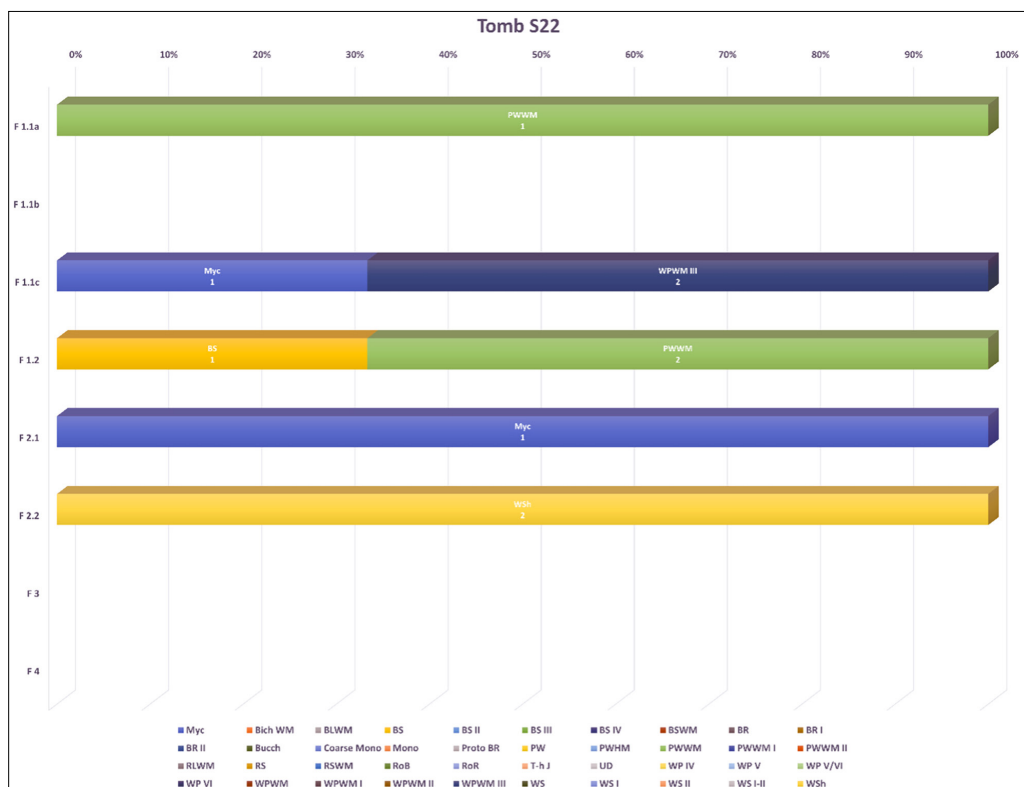 Tomb S22
0% 10% 20% 30% 40% 50% 60% 70% 80% 90% 100%
F 1.1a
PWWM
1
F 1.1b
F 1.1c
Myc
1
WPWM III
2
F 1.2
BS
1
PWWM
2
F 2.1
Myc
1
F 2.2
WSh
2
F 3
F 4
Myc Bich WM BLWM BS BS II BS III BS IV BSWM BR BR I
BR II Bucch Coarse Mono Mono Proto BR PW PWHM PWWM PWWM I PWWM II
RLWM RS RSWM RoB RoR T-h J UD WP IV WP V WP V/VI
WP VI WPWM WPWM I WPWM II WPWM III WS WS I WS II WS I-II WSh